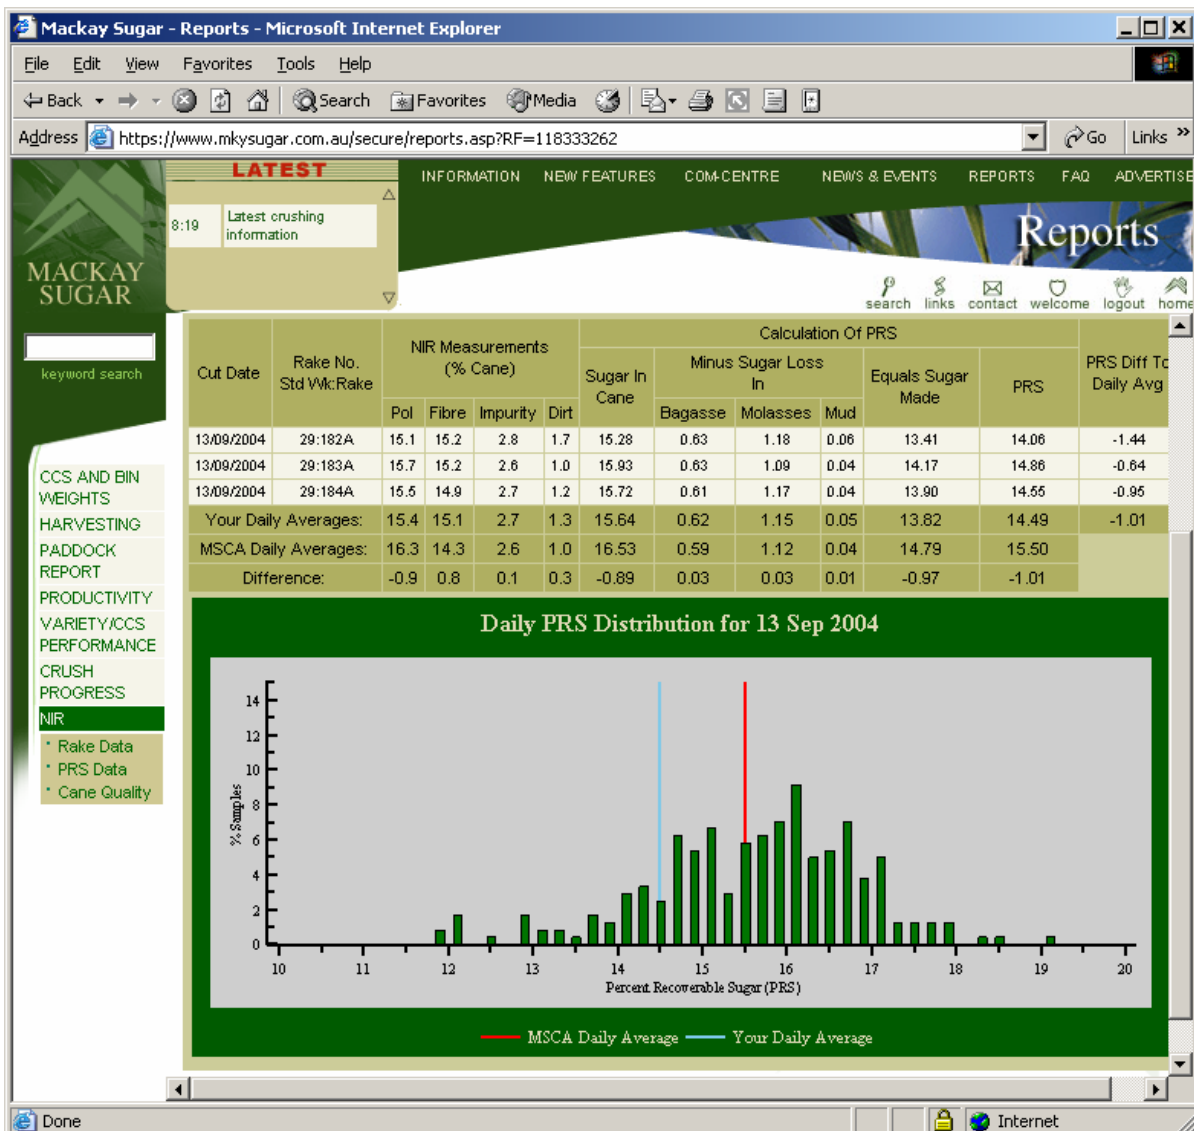 Mackay Sugar - Reports - Microsoft Internet Explorer
File Edit View Favorites Tools Help
Back Search Favorites Media
Address https://www.mkysugar.com.au/secure/reports.asp?RF=118333262 Go Links »
LATEST
INFORMATION NEW FEATURES COM-CENTRE NEWS & EVENTS REPORTS FAQ ADVERTISE
8:19 Latest crushing
information
Reports
MACKAY
SUGAR
search links contact welcome logout home
keyword search
CCS AND BIN
WEIGHTS
HARVESTING
PADDOCK
REPORT
PRODUCTIVITY
VARIETY/CCS
PERFORMANCE
CRUSH
PROGRESS
NIR
Rake Data
PRS Data
Cane Quality
Cut Date
Rake No.
Std Wk:Rake
NIR Measurements
(% Cane)
Pol Fibre Impurity Dirt
Calculation Of PRS
Sugar In
Cane
Minus Sugar Loss
In
Bagasse Molasses Mud
Equals Sugar
Made
PRS
PRS Diff To
Daily Avg
13/09/2004 29:182A 15.1 15.2 2.8 1.7 15.28 0.63 1.18 0.06 13.41 14.06 -1.44
13/09/2004 29:183A 15.7 15.2 2.6 1.0 15.93 0.63 1.09 0.04 14.17 14.86 -0.64
13/09/2004 29:184A 15.5 14.9 2.7 1.2 15.72 0.61 1.17 0.04 13.90 14.55 -0.95
Your Daily Averages: 15.4 15.1 2.7 1.3 15.64 0.62 1.15 0.05 13.82 14.49 -1.01
MSCA Daily Averages: 16.3 14.3 2.6 1.0 16.53 0.59 1.12 0.04 14.79 15.50
Difference: -0.9 0.8 0.1 0.3 -0.89 0.03 0.03 0.01 -0.97 -1.01
Daily PRS Distribution for 13 Sep 2004
% Samples
14
12
10
8
6
4
2
0
10 11 12 13 14 15 16 17 18 19 20
Percent Recoverable Sugar (PRS)
MSCA Daily Average Your Daily Average
Done Internet